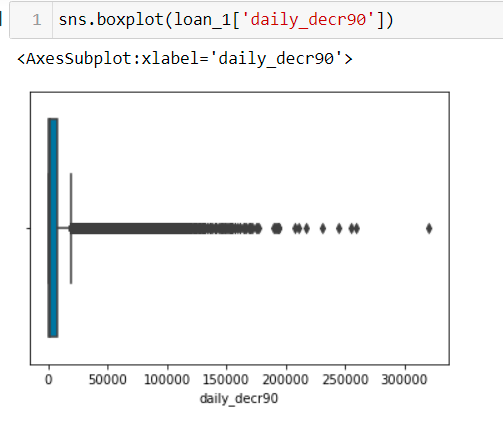 1 sns.boxplot(loan_1['daily_decr90'])
<AxesSubplot:xlabel='daily_decr90'>
0 50000 100000 150000 200000 250000 300000
daily_decr90